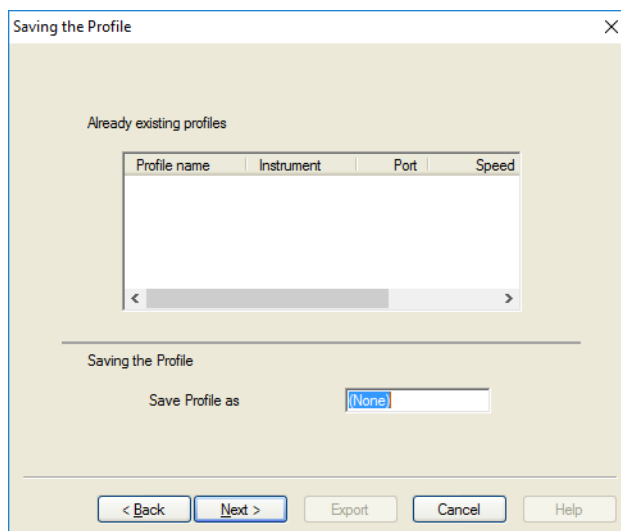 Saving the Profile
Already existing profiles
Profile name Instrument Port Speed
Saving the Profile
Save Profile as (None)
< Back Next > Export Cancel Help